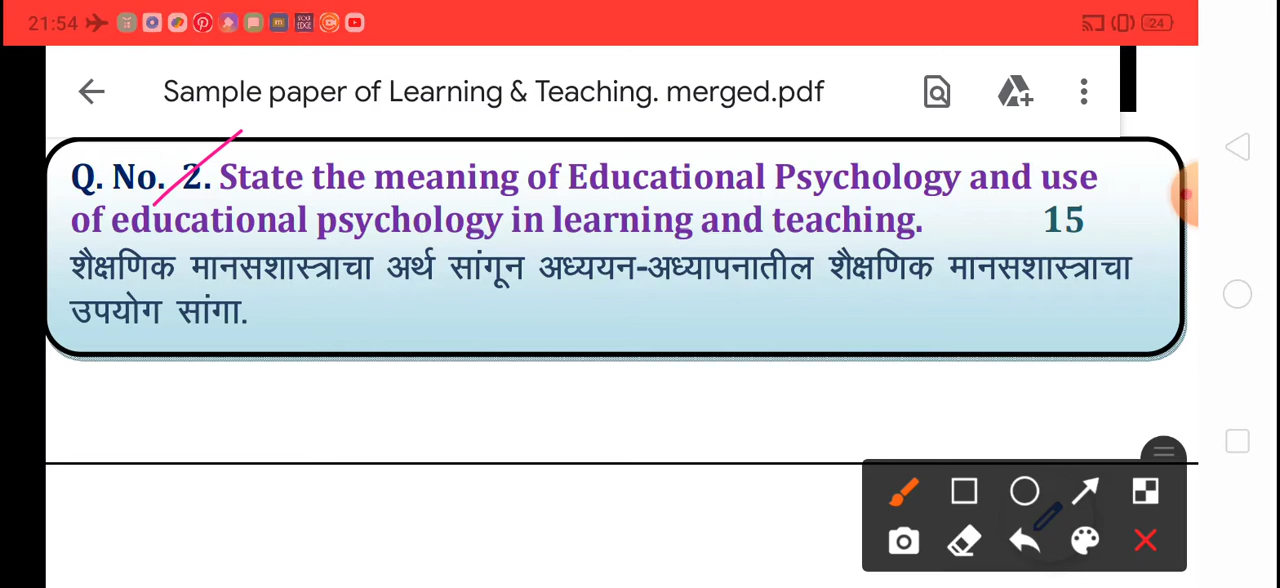 21:54
24
Sample paper of Learning & Teaching. merged.pdf
Q. No. 2. State the meaning of Educational Psychology and use
of educational psychology in learning and teaching. 15
शैक्षणिक मानसशास्त्राचा अर्थ सांगून अध्ययन-अध्यापनातील शैक्षणिक मानसशास्त्राचा
उपयोग सांगा.